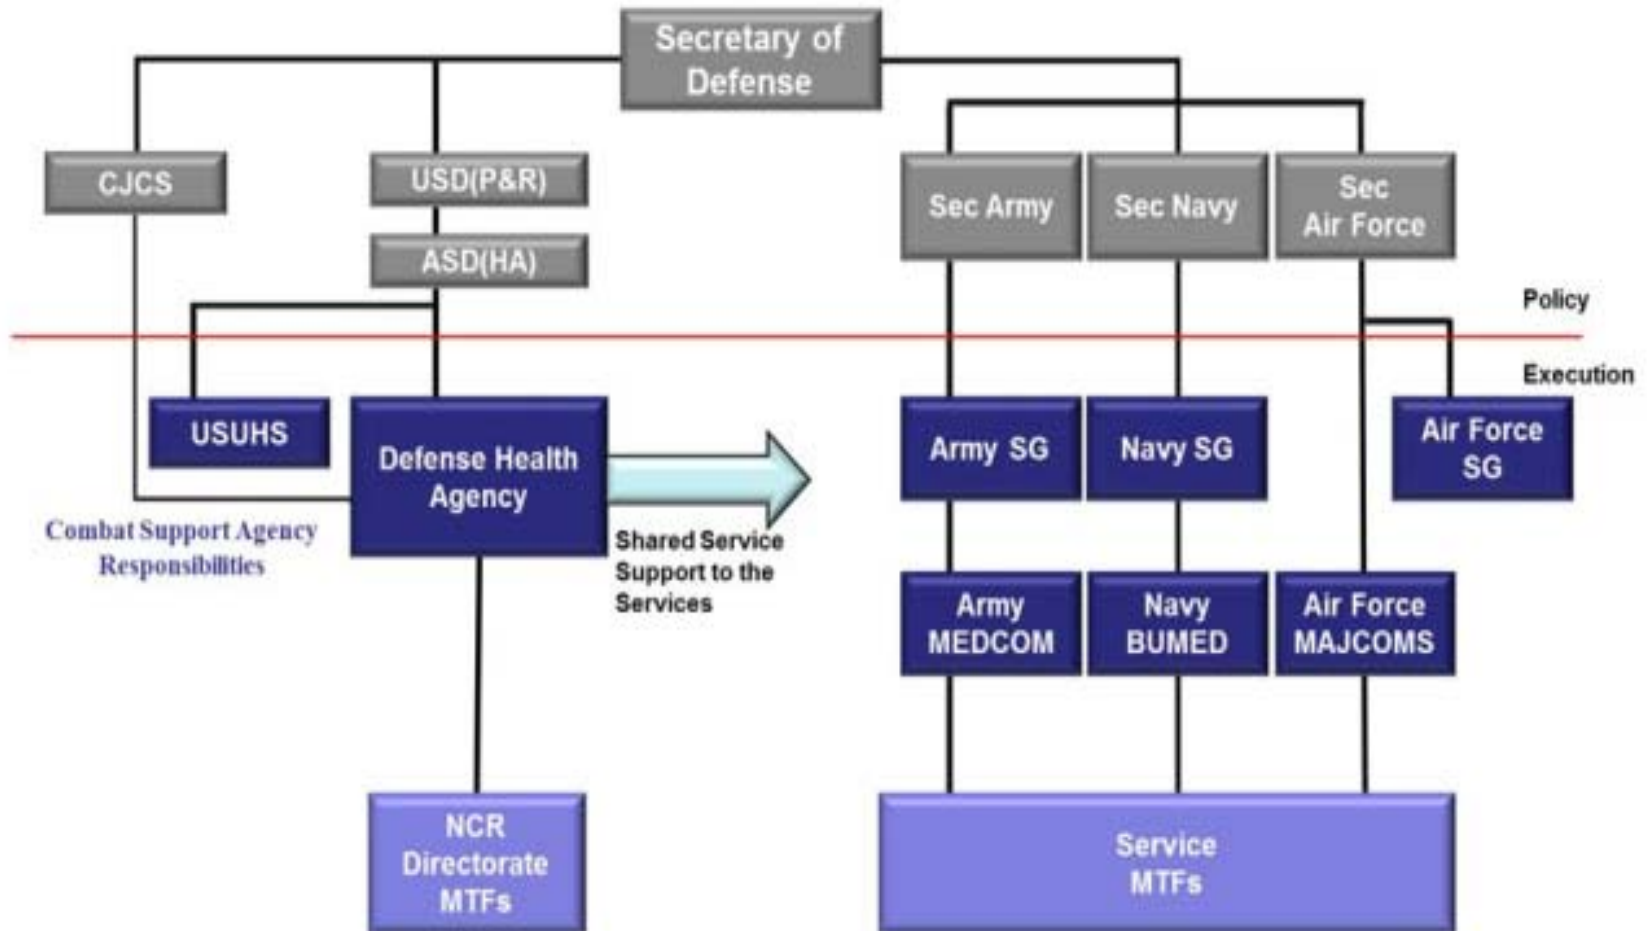 Secretary of
Defense
CJCS
USD(P&R)
ASD(HA)
Sec Army
Sec Navy
Sec
Air Force
Policy
Execution
USUHS
Defense Health
Agency
Army SG
Navy SG
Air Force
SG
Combat Support Agency
Responsibilities
Shared Service
Support to the
Services
Army
MEDCOM
Navy
BUMED
Air Force
MAJCOMS
NCR
Directorate
MTFs
Service
MTFs